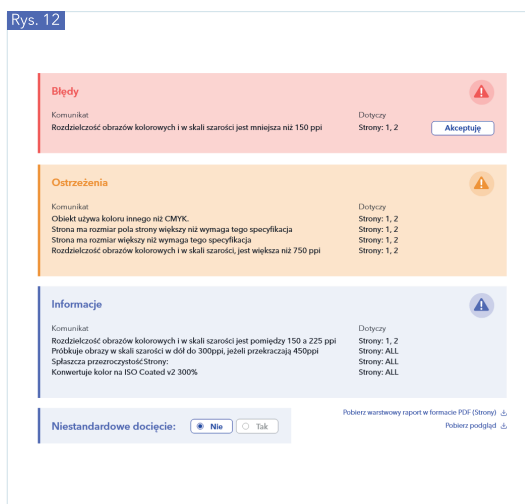 Rys. 12
Błędy
Komunikat Dotyczy
Rozdzielczość obrazów kolorowych i w skali szarości jest mniejsza niż 150 ppi Strony: 1, 2 Akceptuję
Ostrzeżenia
Komunikat Dotyczy
Obiekt używa koloru innego niż CMYK. Strony: 1, 2
Strona ma rozmiar pola strony większy niż wymaga tego specyfikacja Strony: 1, 2
Strona ma rozmiar większy niż wymaga tego specyfikacja Strony: 1, 2
Rozdzielczość obrazów kolorowych i w skali szarości, jest większa niż 750 ppi Strony: 1, 2
Informacje
Komunikat Dotyczy
Rozdzielczość obrazów kolorowych i w skali szarości jest pomiędzy 150 a 225 ppi Strony: 1, 2
Próbkuje obrazy w skali szarości w dół do 300ppi, jeżeli przekraczają 450ppi Strony: ALL
Spłaszcza przezroczystośćStrony: Strony: ALL
Konwertuje kolor na ISO Coated v2 300% Strony: ALL
Pobierz warstwowy raport w formacie PDF (Strony)
Niestandardowe docięcie: Nie Tak Pobierz podgląd